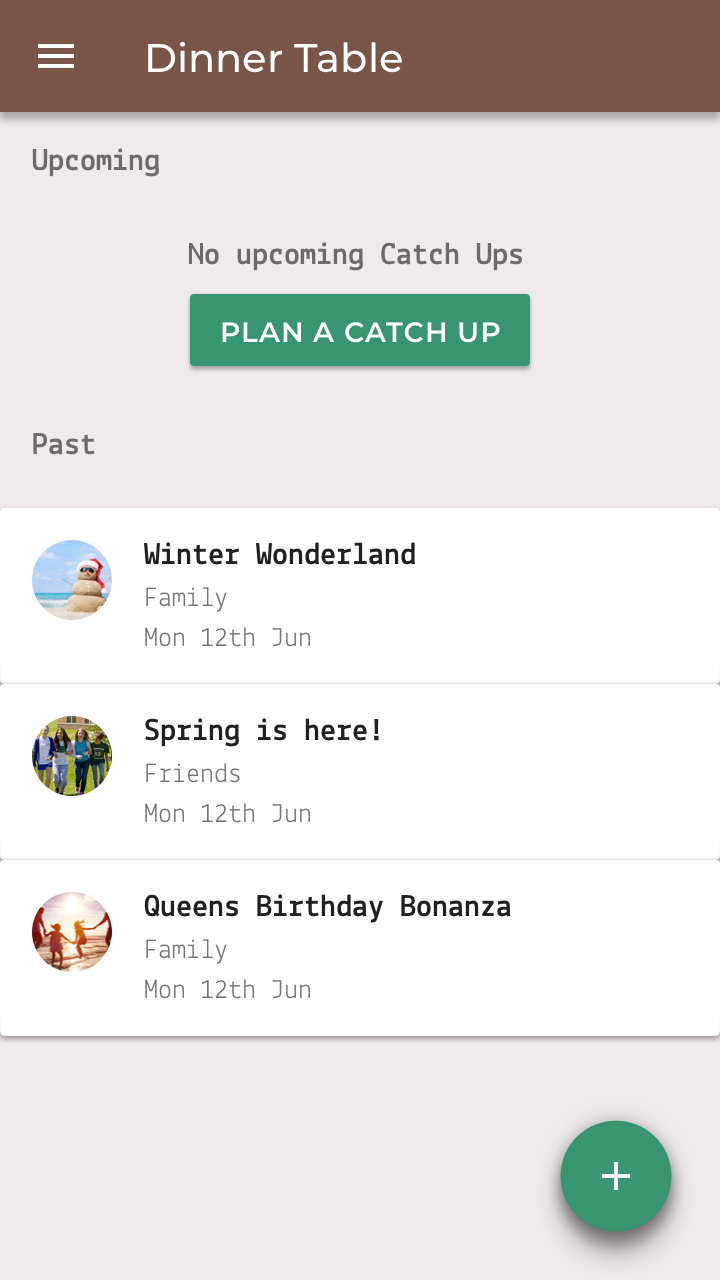 Dinner Table
Upcoming
No upcoming Catch Ups
PLAN A CATCH UP
Past
Winter Wonderland
Family
Mon 12th Jun
Spring is here!
Friends
Mon 12th Jun
Queens Birthday Bonanza
Family
Mon 12th Jun